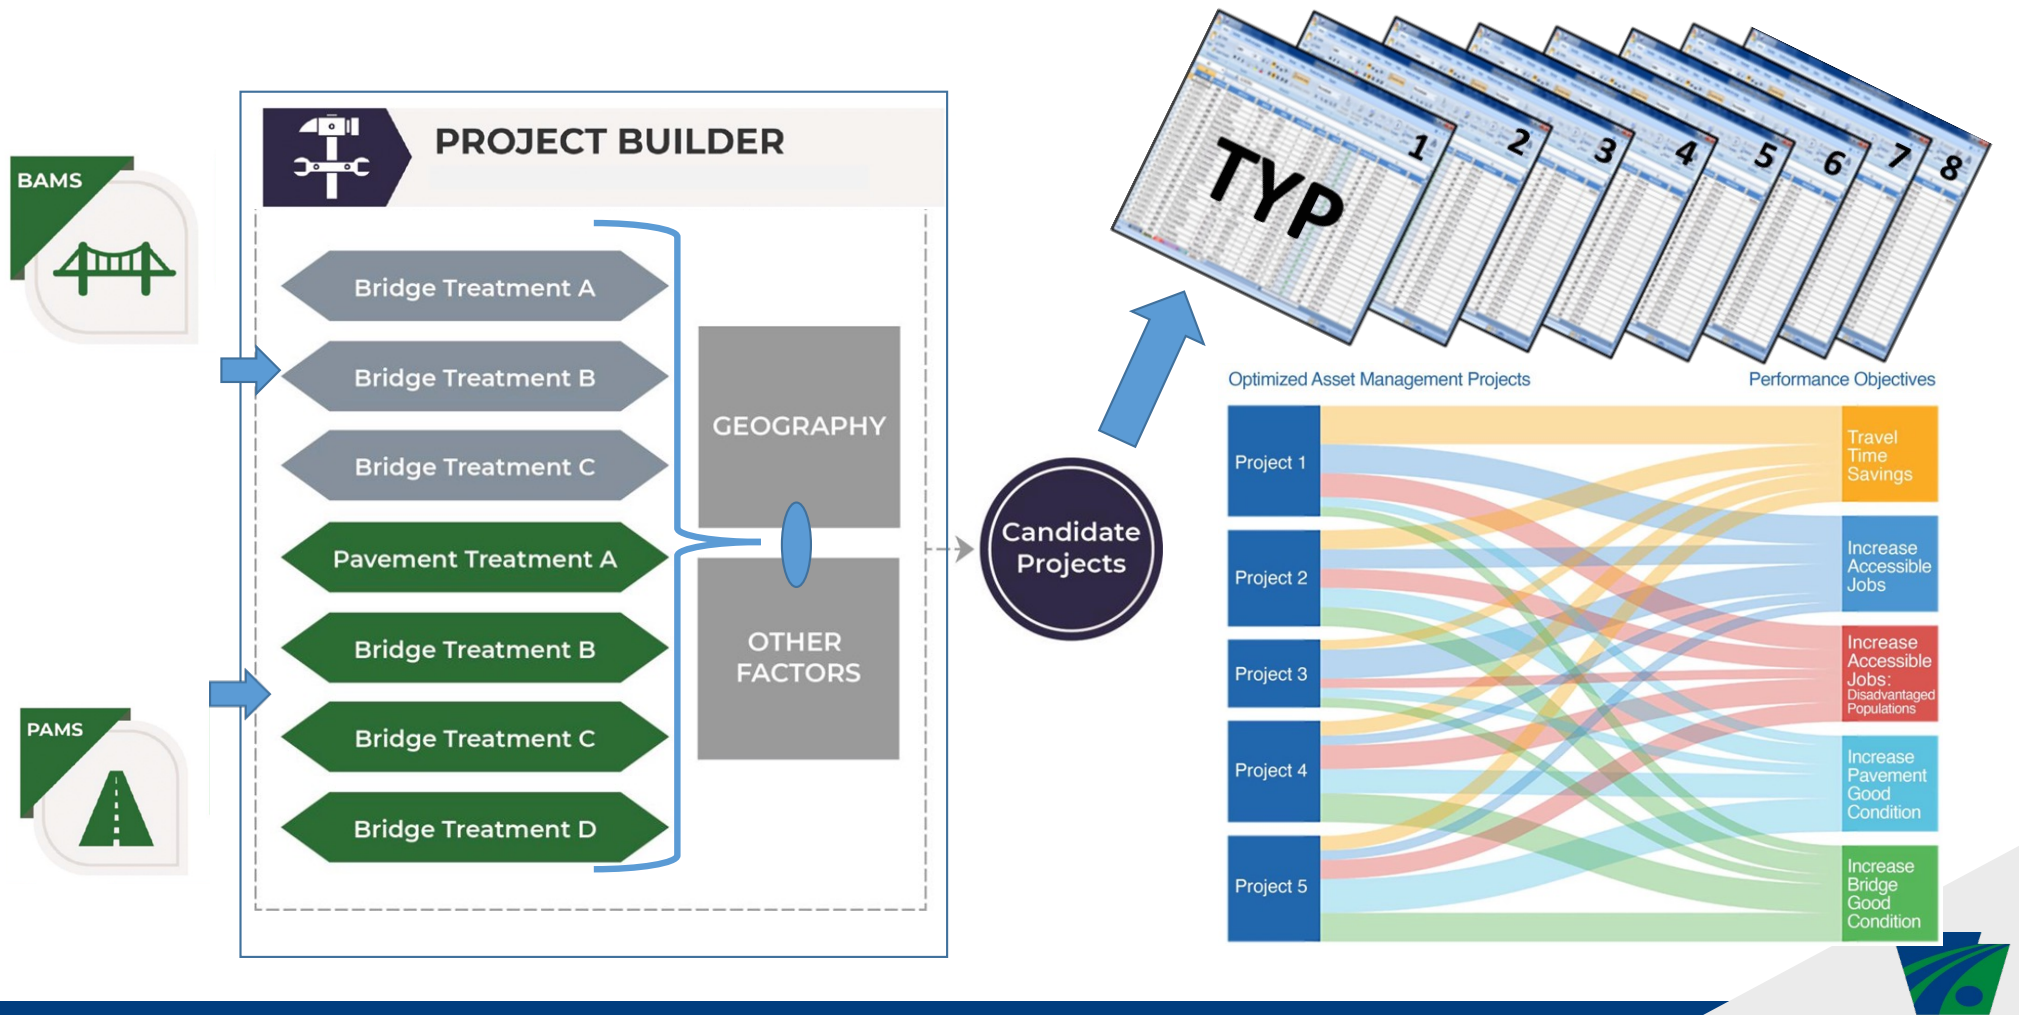 BAMS
PAMS
PROJECT BUILDER
Bridge Treatment A
Bridge Treatment B
Bridge Treatment C
Pavement Treatment A
Bridge Treatment B
Bridge Treatment C
Bridge Treatment D
GEOGRAPHY
OTHER
FACTORS
Candidate
Projects
TYP
1
2
3
4
5
6
7
8
Optimized Asset Management Projects
Performance Objectives
Project 1
Project 2
Project 3
Project 4
Project 5
Travel
Time
Savings
Increase
Accessible
Jobs
Increase
Accessible
Jobs:
Disadvantaged
Populations
Increase
Pavement
Good
Condition
Increase
Bridge
Good
Condition